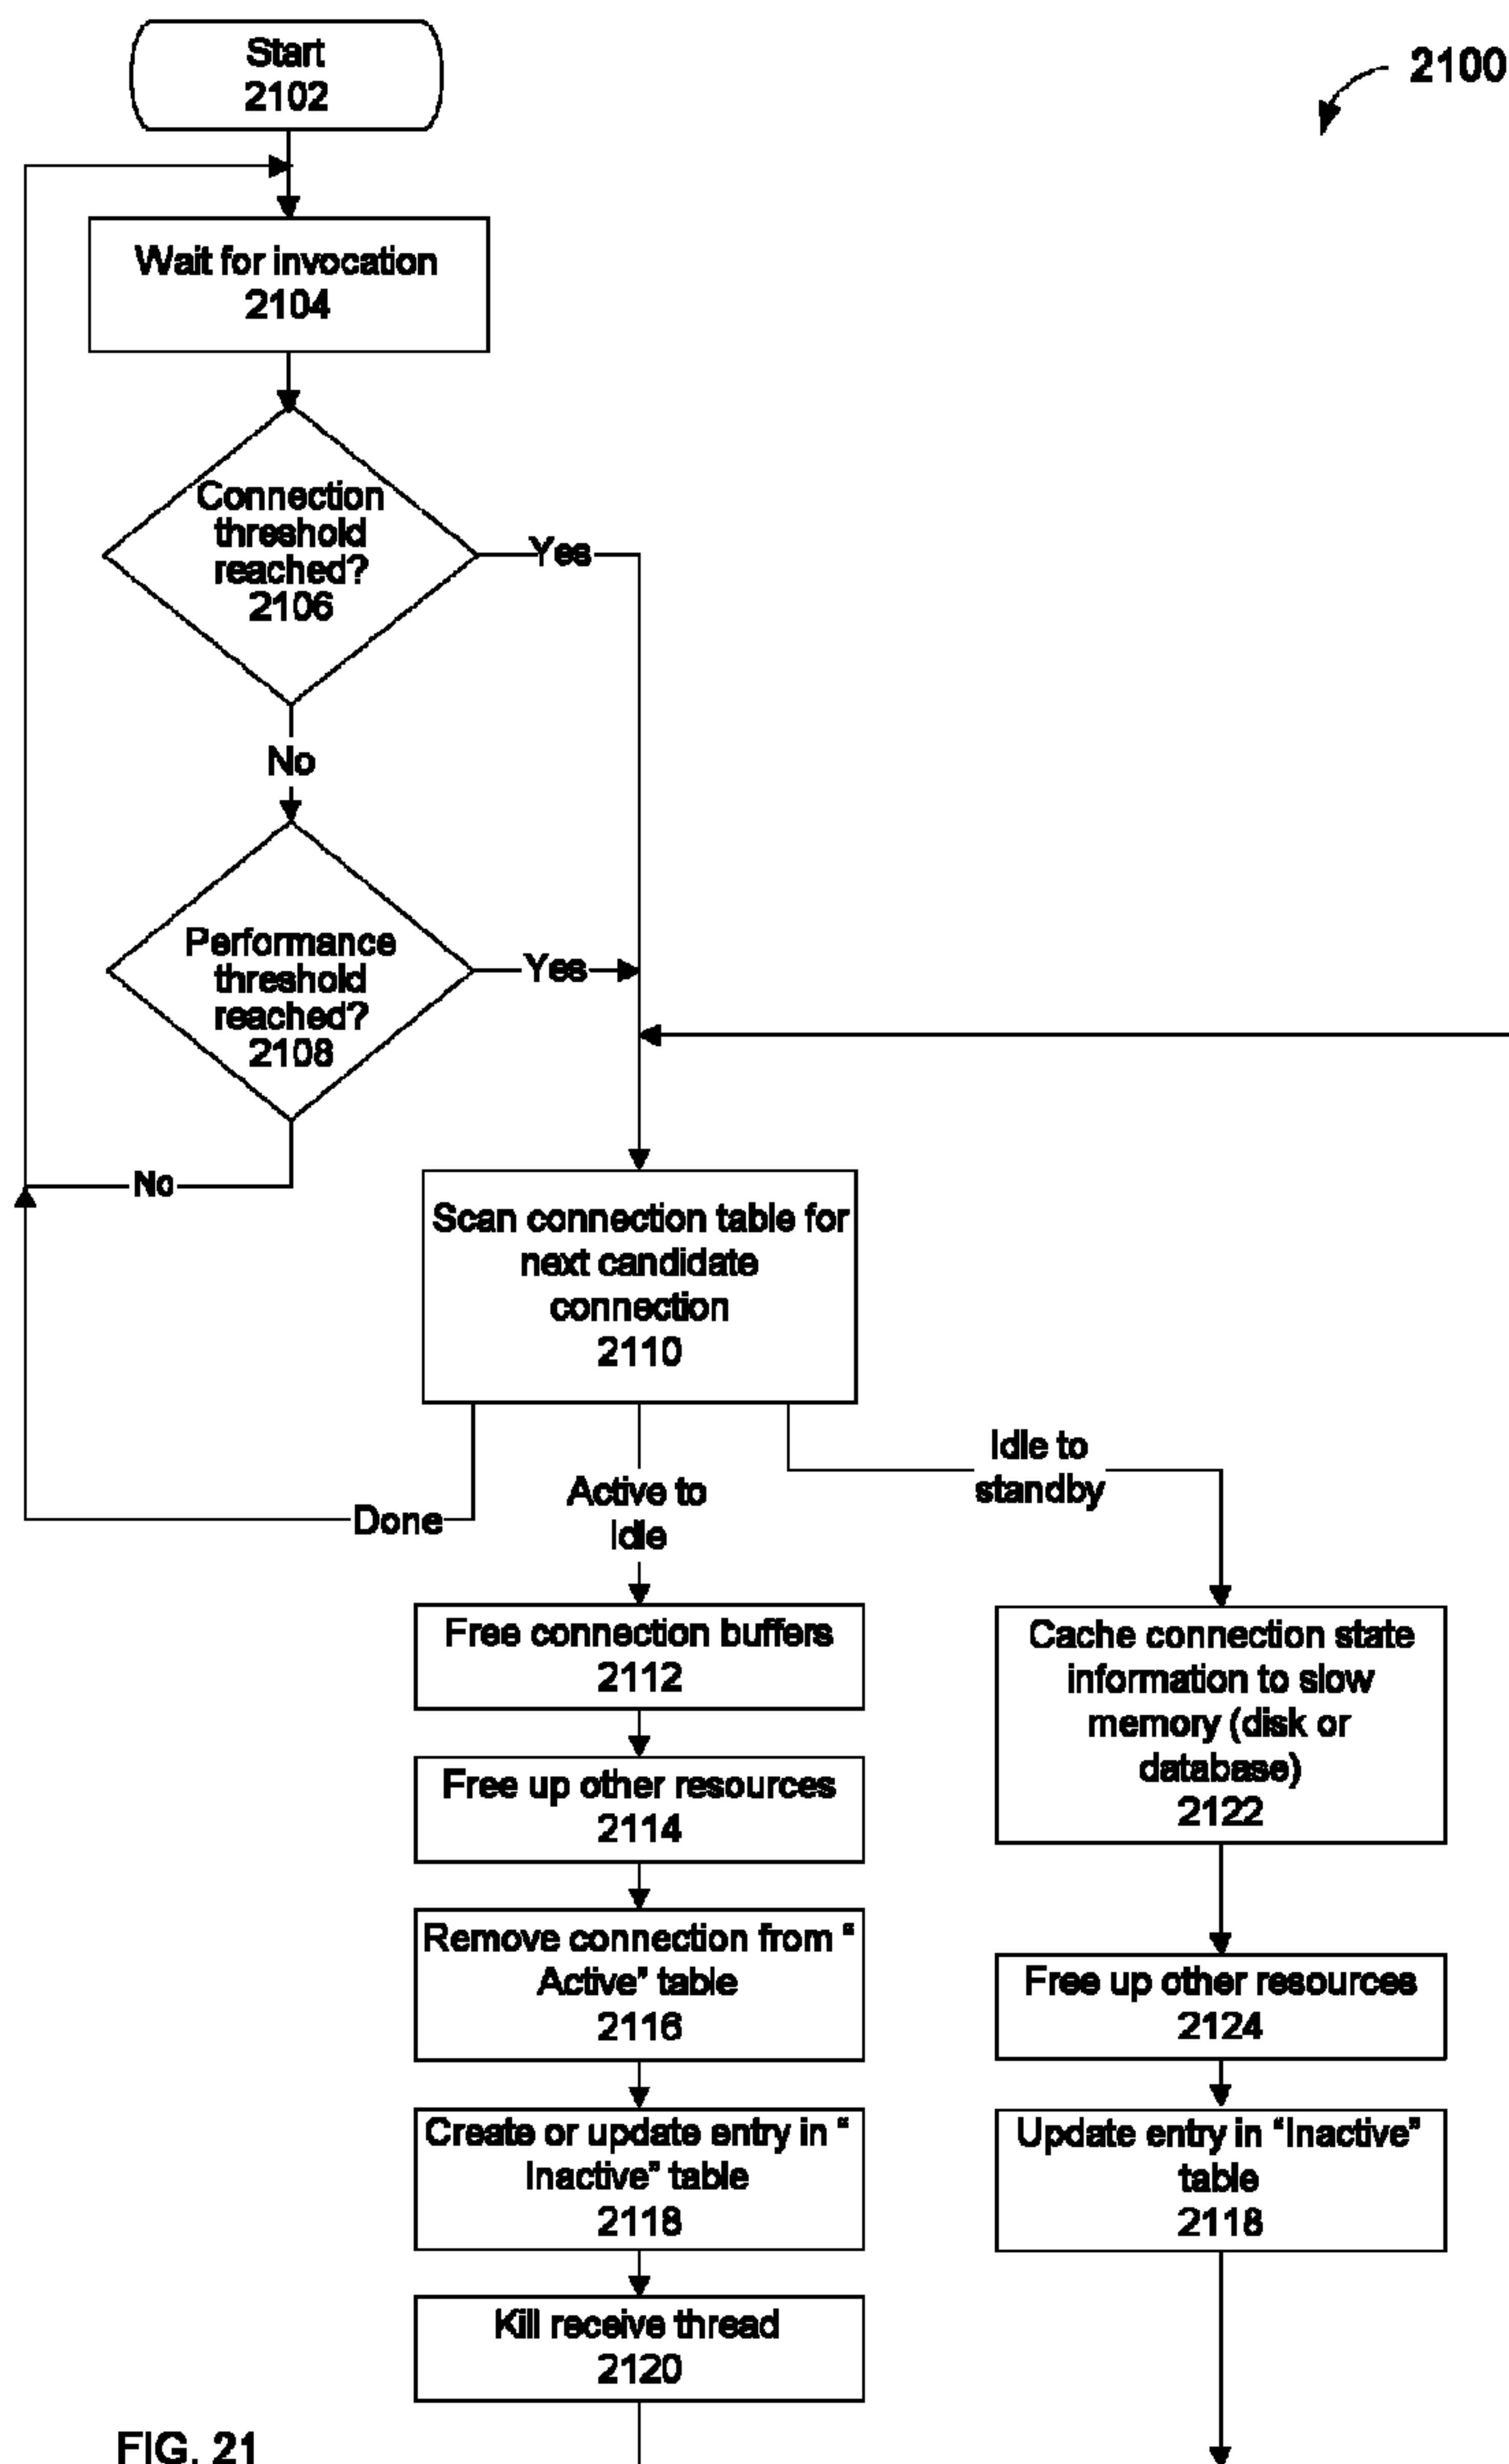 Start
2102
2100
Wait for invocation
2104
Connection
threshold
reached?
2106
Yes
No
Performance
threshold
reached?
2108
Yes
No
Scan connection table for
next candidate
connection
2110
Done
Active to
Idle
Idle to
standby
Free connection buffers
2112
Free up other resources
2114
Remove connection from “
Active” table
2116
Create or update entry in “
Inactive” table
2118
Kill receive thread
2120
Cache connection state
information to slow
memory (disk or
database)
2122
Free up other resources
2124
Update entry in “Inactive”
table
2118
FIG. 21